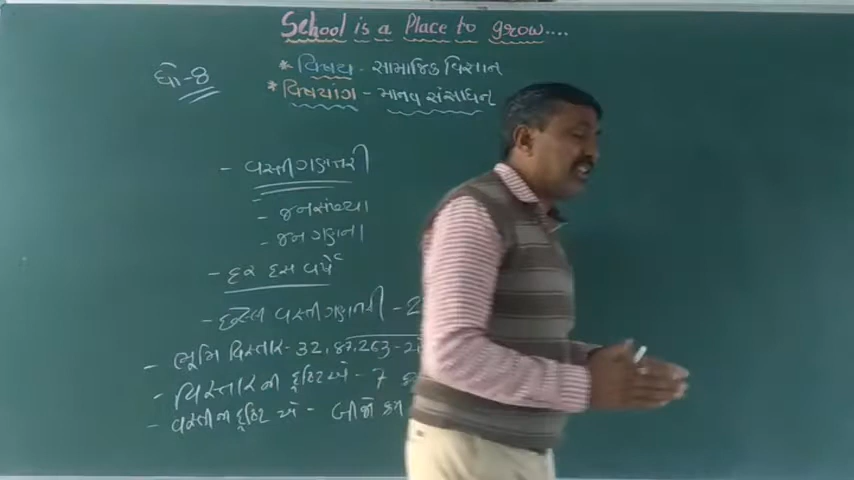 School is a Place to grow....
* વિષય - સામાજિક વિજ્ઞાન
ધો-8
* વિષયાંગ - માનવ સંસાધન
- વસ્તી ગણતરી
- જનસંખ્યા
- જન ગણના
- દર દસ વર્ષે
- છેલ્લી વસ્તી ગણતરી - 2
- ભૂમિ વિસ્તાર - 32,87,263 -
- વિસ્તારની દૃષ્ટિએ - 7
- વસ્તીની દૃષ્ટિએ - બીજો